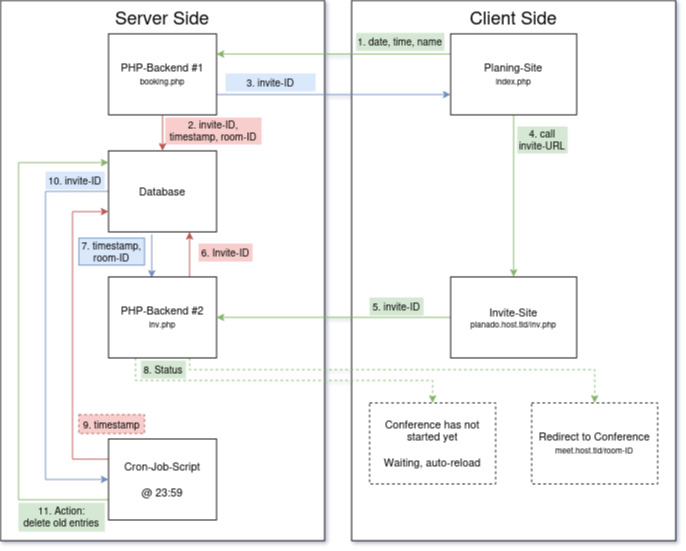 Server Side
Client Side
1. date, time, name
PHP-Backend #1
booking.php
Planing-Site
index.php
3. invite-ID
2. invite-ID,
timestamp, room-ID
4. call
invite-URL
10. invite-ID
Database
7. timestamp,
room-ID
6. Invite-ID
PHP-Backend #2
inv.php
5. invite-ID
Invite-Site
planado.host.tld/inv.php
8. Status
9. timestamp
Conference has not
started yet
Waiting, auto-reload
Redirect to Conference
meet.host.tld/room-ID
Cron-Job-Script
@ 23:59
11. Action:
delete old entries